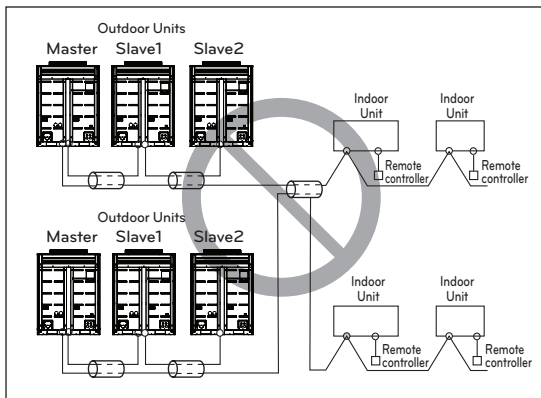 Outdoor Units
Master Slave1 Slave2
Indoor
Unit
Indoor
Unit
Remote
controller
Remote
controller
Outdoor Units
Master Slave1 Slave2
Indoor
Unit
Indoor
Unit
Remote
controller
Remote
controller